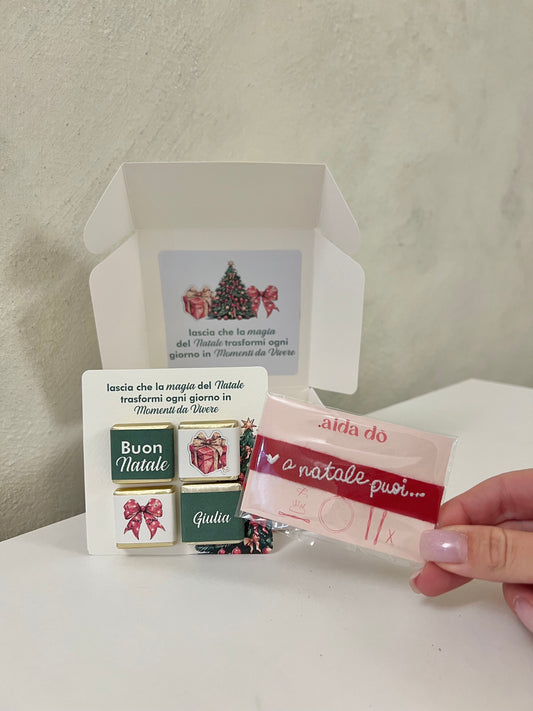 lascia che la magia
del Natale trasformi ogni
giorno in Momenti da Vivere
lascia che la magia del Natale
trasformi ogni giorno in
Momenti da Vivere
Buon
Natale
Giulia
.aida dō
a natale puoi...